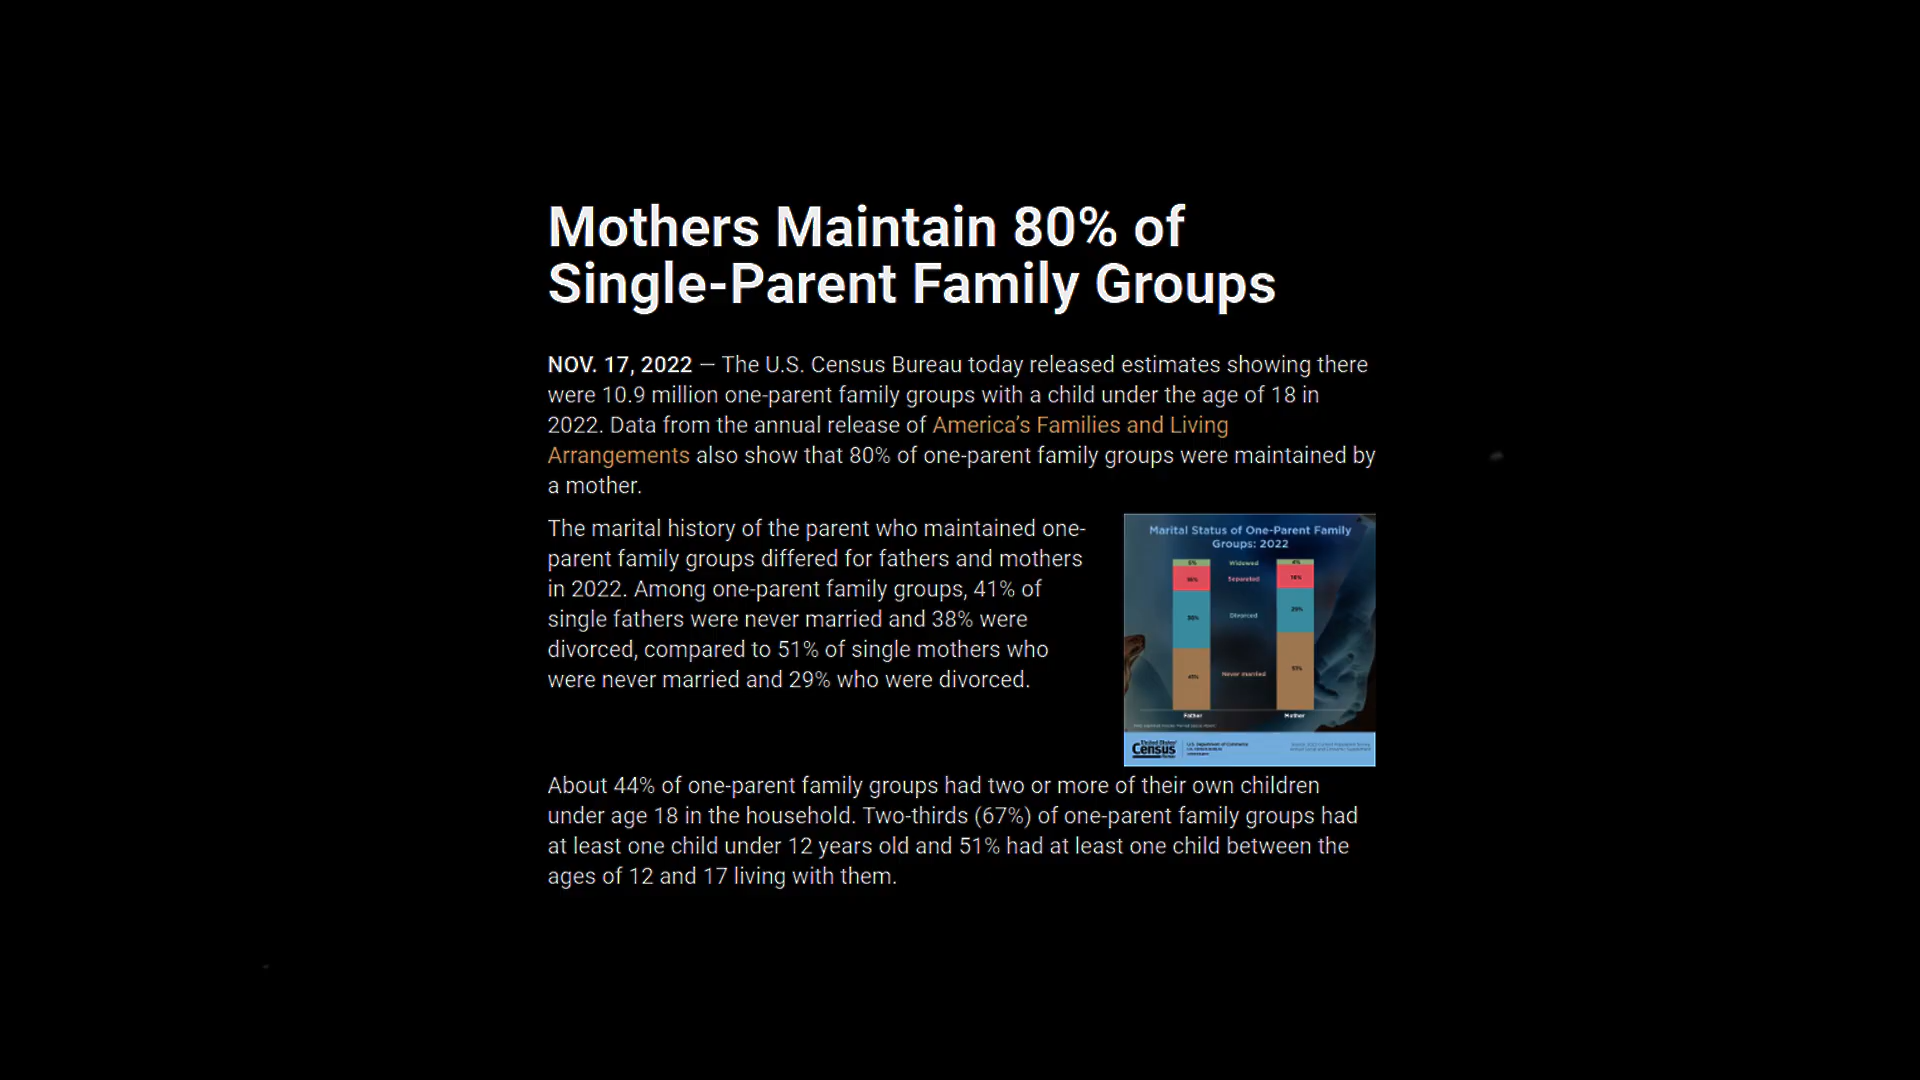 Mothers Maintain 80% of
Single-Parent Family Groups
NOV. 17, 2022 — The U.S. Census Bureau today released estimates showing there
were 10.9 million one-parent family groups with a child under the age of 18 in
2022. Data from the annual release of America's Families and Living
Arrangements also show that 80% of one-parent family groups were maintained by
a mother.
The marital history of the parent who maintained one-
parent family groups differed for fathers and mothers
in 2022. Among one-parent family groups, 41% of
single fathers were never married and 38% were
divorced, compared to 51% of single mothers who
were never married and 29% who were divorced.
Marital Status of One-Parent Family
Groups: 2022
Widowed
Separated
Divorced
29%
Never married
51%
Father Mother
United States
Census
Bureau
U.S. Department of Commerce
About 44% of one-parent family groups had two or more of their own children
under age 18 in the household. Two-thirds (67%) of one-parent family groups had
at least one child under 12 years old and 51% had at least one child between the
ages of 12 and 17 living with them.